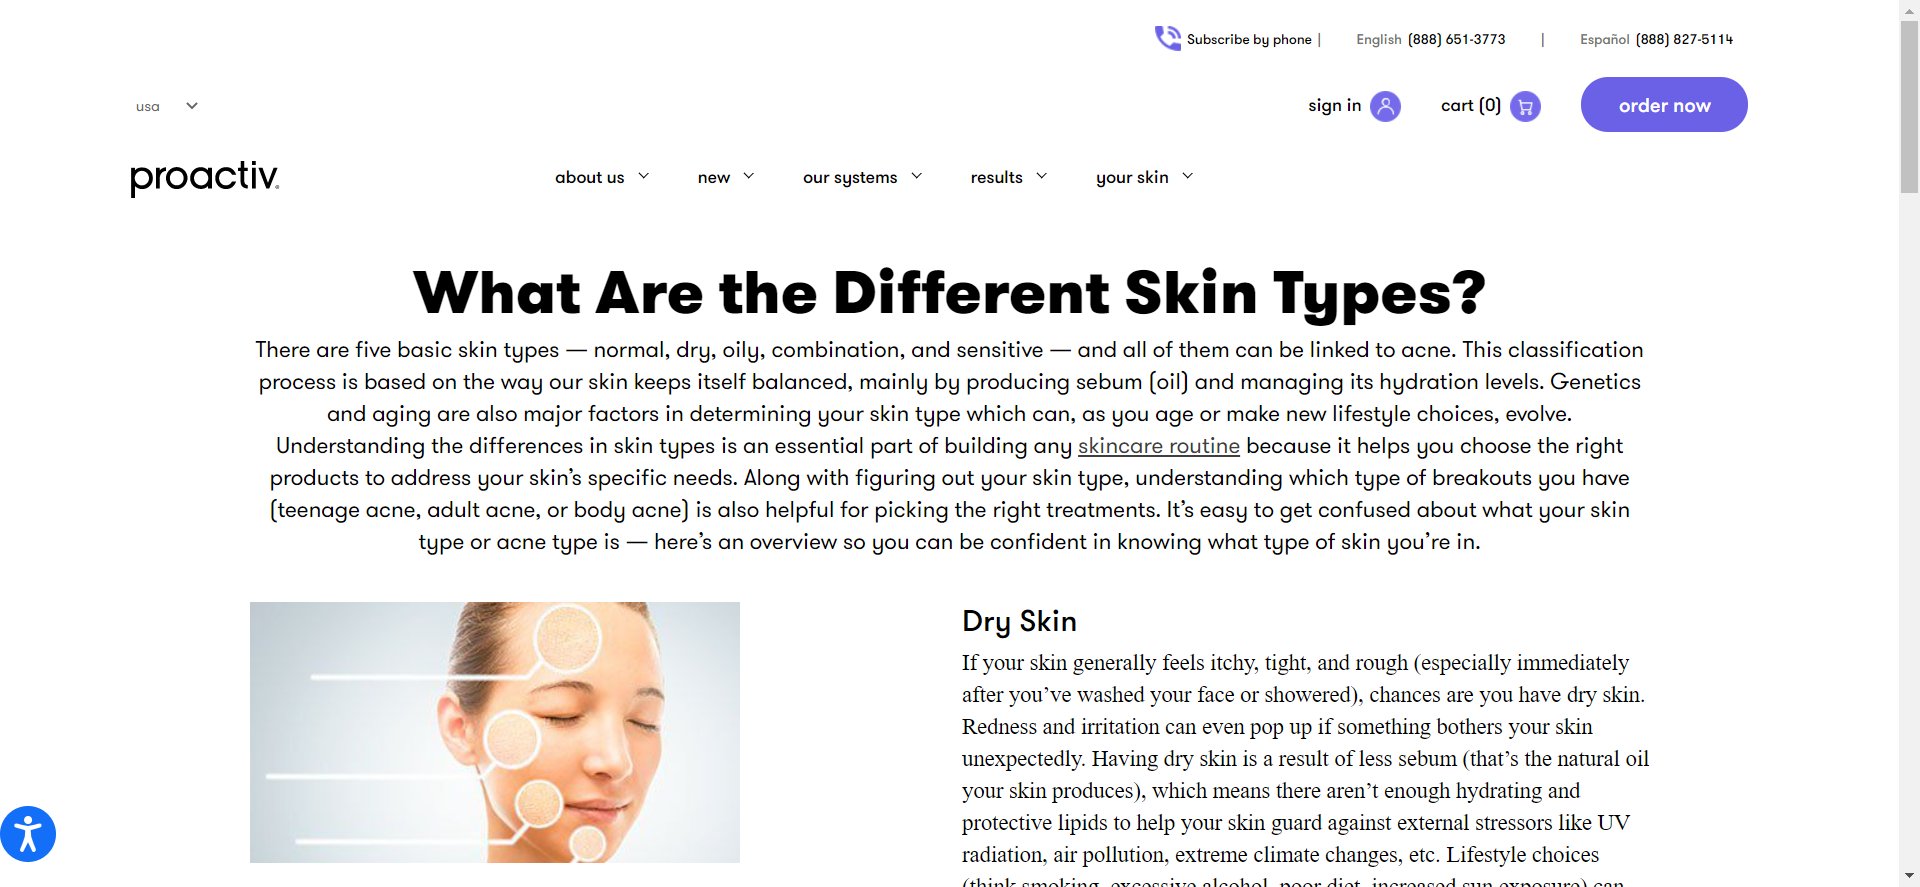 Subscribe by phone | English (888) 651-3773 | Español (888) 827-5114
usa
sign in
cart (0)
order now
proactiv
about us new our systems results your skin
What Are the Different Skin Types?
There are five basic skin types — normal, dry, oily, combination, and sensitive — and all of them can be linked to acne. This classification
process is based on the way our skin keeps itself balanced, mainly by producing sebum (oil) and managing its hydration levels. Genetics
and aging are also major factors in determining your skin type which can, as you age or make new lifestyle choices, evolve.
Understanding the differences in skin types is an essential part of building any skincare routine because it helps you choose the right
products to address your skin’s specific needs. Along with figuring out your skin type, understanding which type of breakouts you have
(teenage acne, adult acne, or body acne) is also helpful for picking the right treatments. It’s easy to get confused about what your skin
type or acne type is — here’s an overview so you can be confident in knowing what type of skin you’re in.
Dry Skin
If your skin generally feels itchy, tight, and rough (especially immediately
after you’ve washed your face or showered), chances are you have dry skin.
Redness and irritation can even pop up if something bothers your skin
unexpectedly. Having dry skin is a result of less sebum (that’s the natural oil
your skin produces), which means there aren’t enough hydrating and
protective lipids to help your skin guard against external stressors like UV
radiation, air pollution, extreme climate changes, etc. Lifestyle choices
(think smoking, excessive alcohol, poor diet, increased sun exposure) can